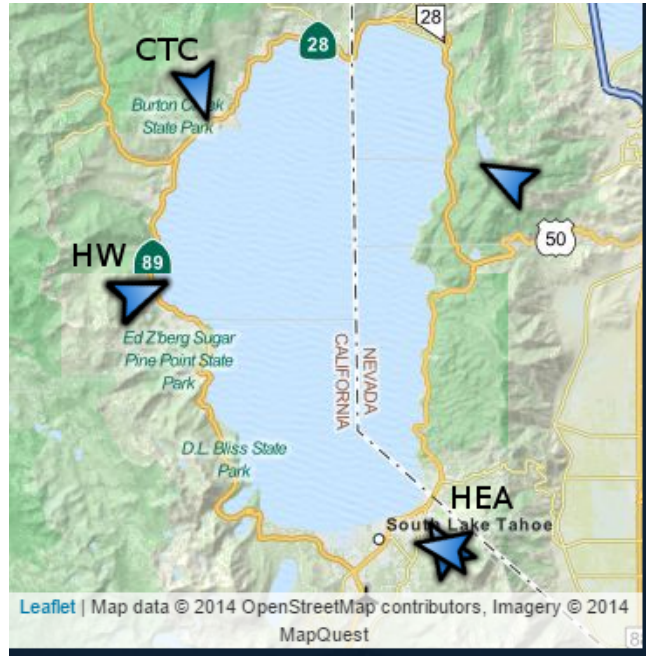 28
28
CTC
Burton Creek
State Park
50
HW
89
Ed Z'berg Sugar
Pine Point State
Park
NEVADA
CALIFORNIA
D.L. Bliss State
Park
HEA
South Lake Tahoe
Leaflet | Map data © 2014 OpenStreetMap contributors, Imagery © 2014
MapQuest